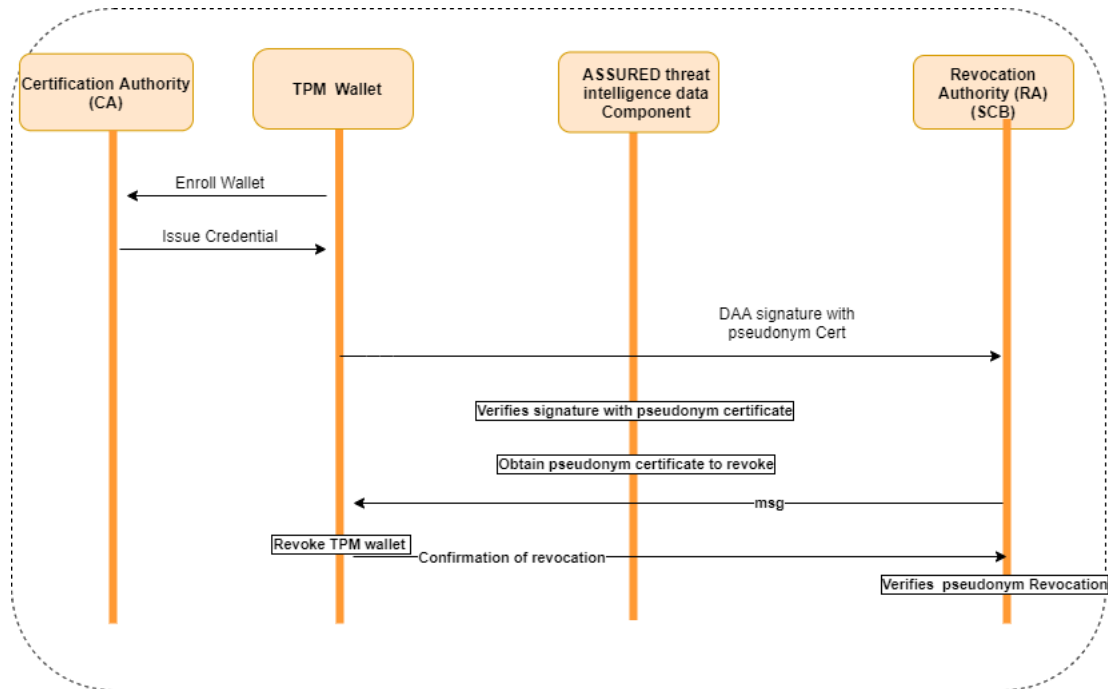 Certification Authority
(CA)
TPM Wallet
ASSURED threat
intelligence data
Component
Revocation
Authority (RA)
(SCB)
Enroll Wallet
Issue Credential
DAA signature with
pseudonym Cert
Verifies signature with pseudonym certificate
Obtain pseudonym certificate to revoke
msg
Revoke TPM wallet
Confirmation of revocation
Verifies pseudonym Revocation